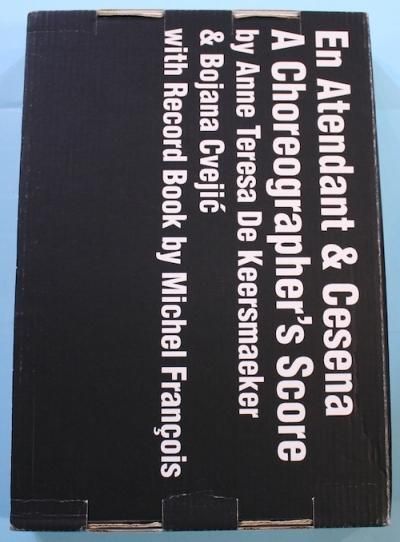 En Atendant & Cesena
A Choreographer's Score
by Anne Teresa De Keersmaeker
& Bojana Cvejić
with Record Book by Michel François